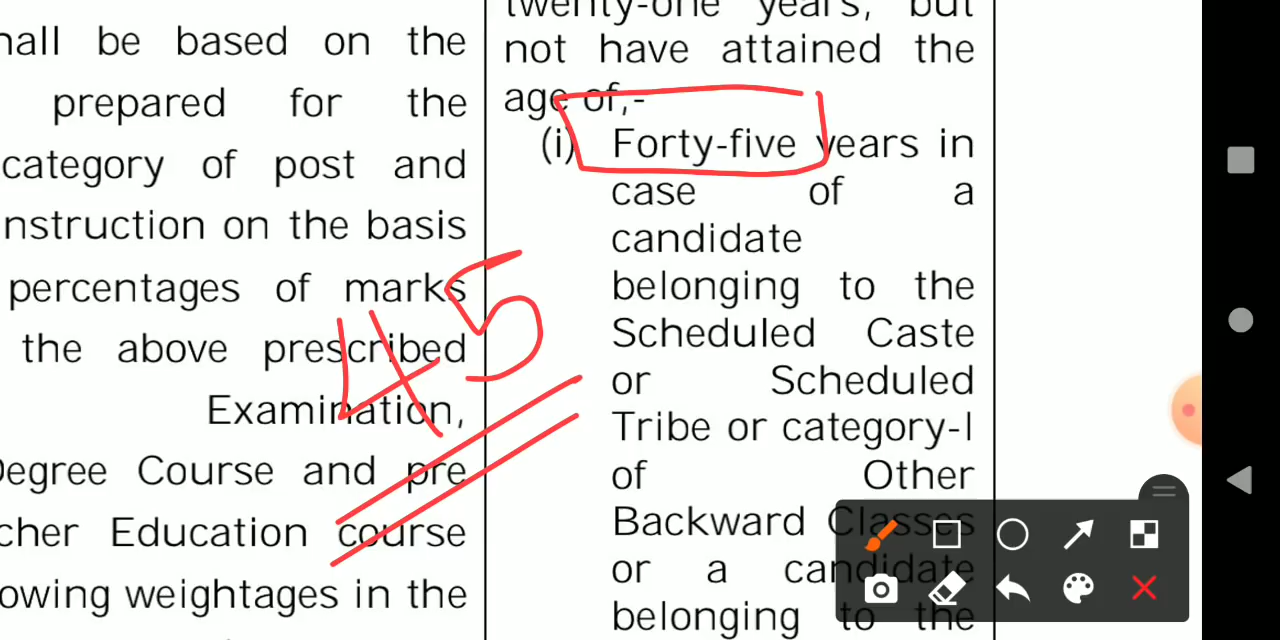 hall be based on the
prepared for the
category of post and
nstruction on the basis
percentages of marks
the above prescribed
Examination,
Degree Course and pre
cher Education course
owing weightages in the
twenty-one years, but
not have attained the
age of,-
(i) Forty-five years in
case of a
candidate
belonging to the
Scheduled Caste
or Scheduled
Tribe or category-I
of Other
Backward Classes
or a candidate
belonging to the
45